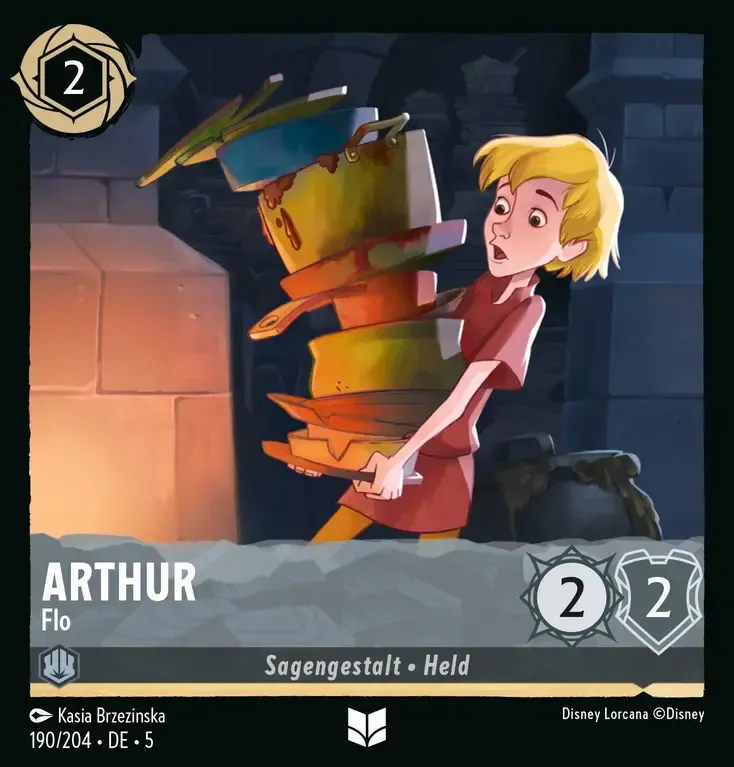 2
ARTHUR
Flo
2 2
Sagengestalt • Held
Kasia Brzezinska
Disney Lorcana ©Disney
190/204 • DE • 5